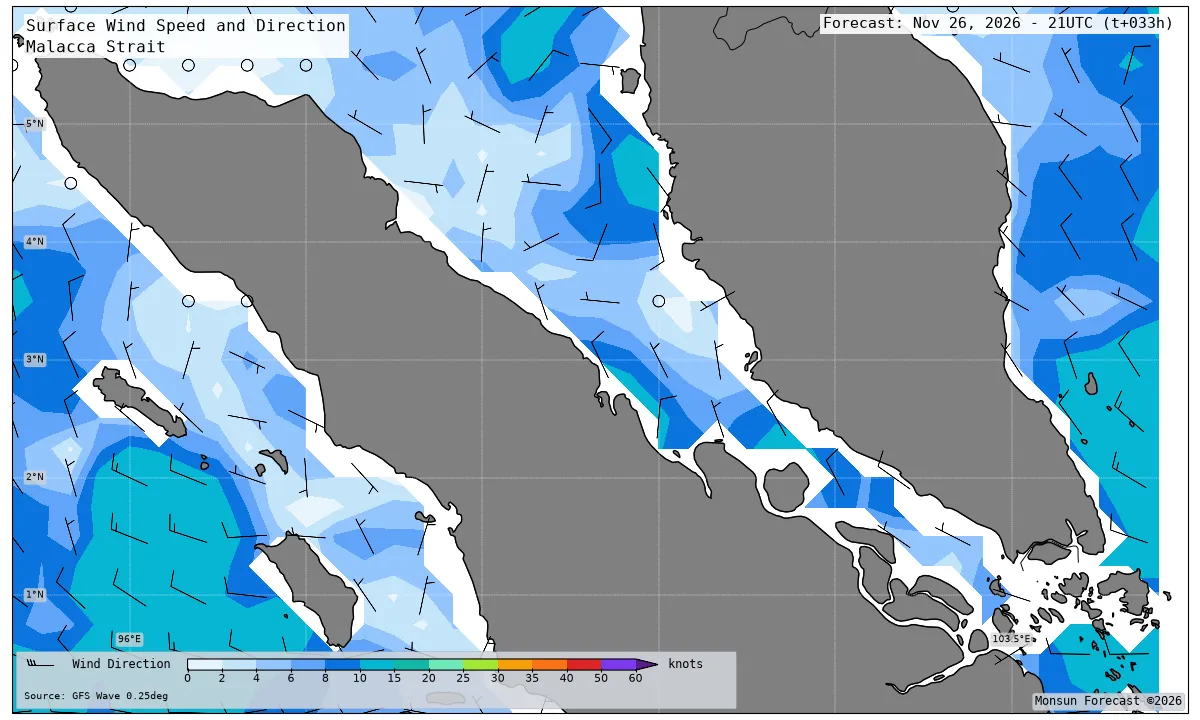 Surface Wind Speed and Direction
Malacca Strait
Forecast: Nov 26, 2026 - 21UTC (t+033h)
5°N
4°N
3°N
2°N
1°N
96°E
103.5°E
Wind Direction
knots
0 2 4 6 8 10 12 15 20 25 30 35 40 50 60
Source: GFS Wave 0.25deg
Monsun Forecast ©2026